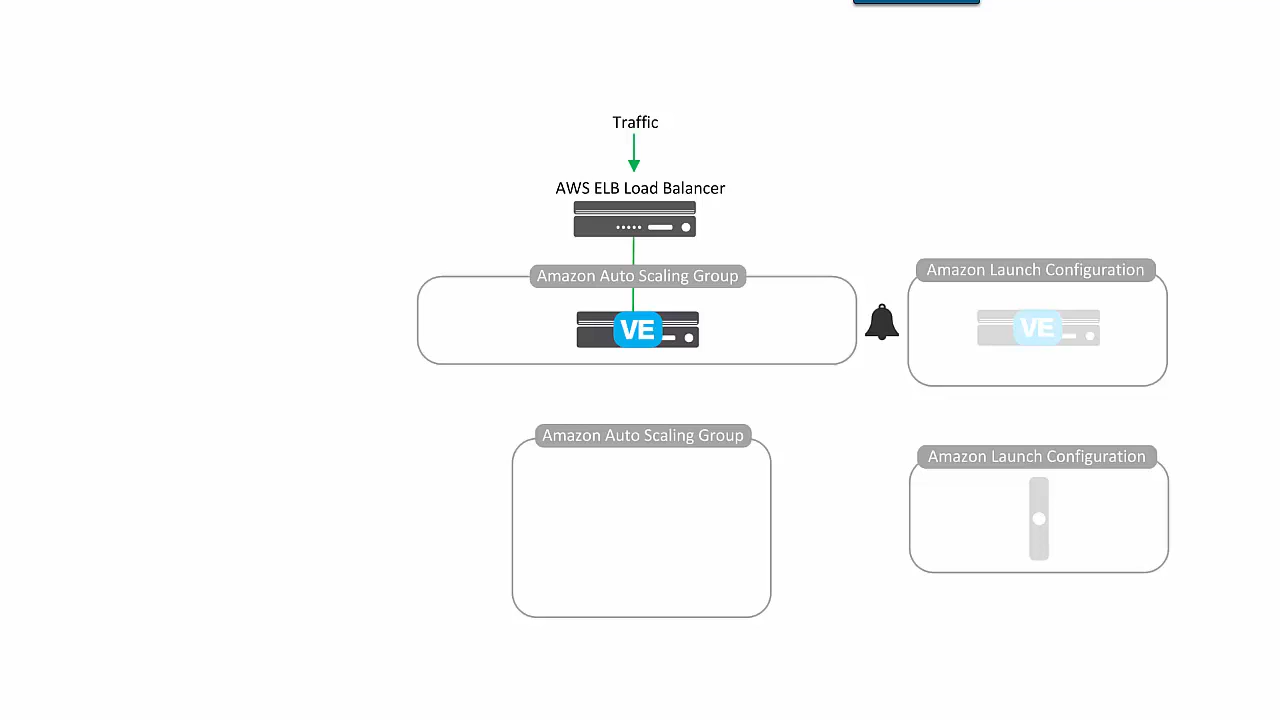 Traffic
AWS ELB Load Balancer
Amazon Auto Scaling Group
VE
Amazon Launch Configuration
VE
Amazon Auto Scaling Group
Amazon Launch Configuration